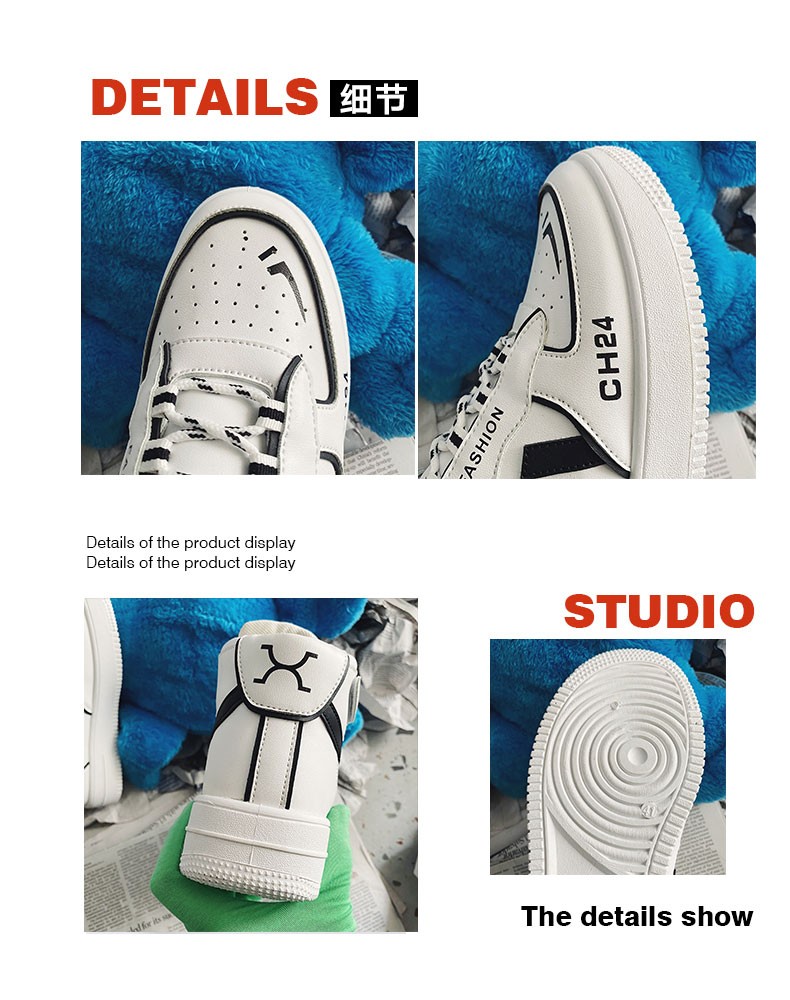 DETAILS 细节
CH24
FASHION
Details of the product display
Details of the product display
STUDIO
The details show